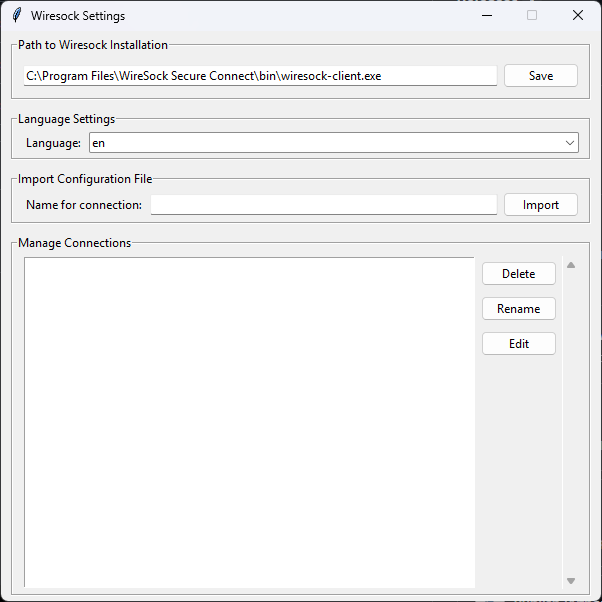 Wiresock Settings
Path to Wiresock Installation
C:\Program Files\WireSock Secure Connect\bin\wiresock-client.exe
Save
Language Settings
Language:
en
Import Configuration File
Name for connection:
Import
Manage Connections
Delete
Rename
Edit